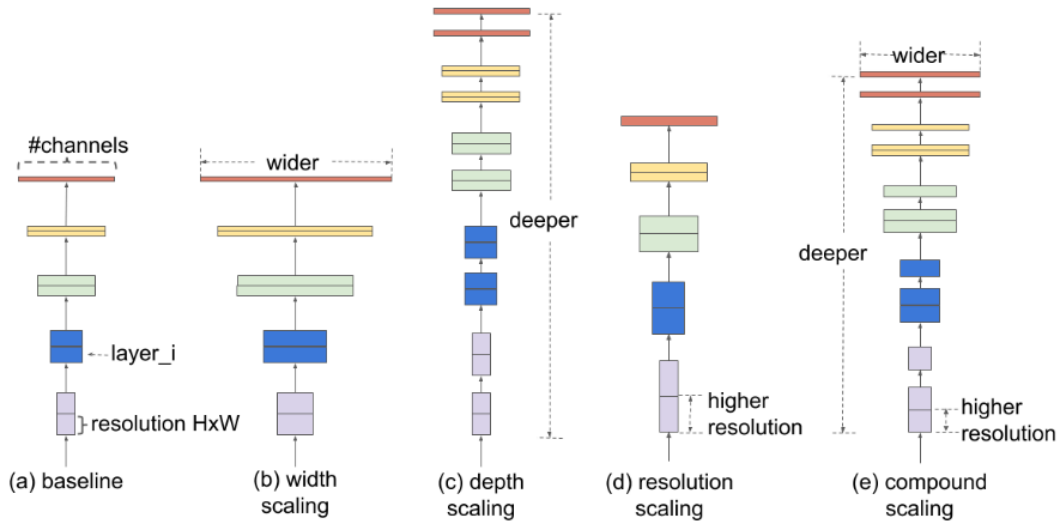 #channels
layer_i
resolution HxW
(a) baseline
wider
(b) width
scaling
deeper
(c) depth
scaling
higher
resolution
(d) resolution
scaling
wider
deeper
higher
resolution
(e) compound
scaling